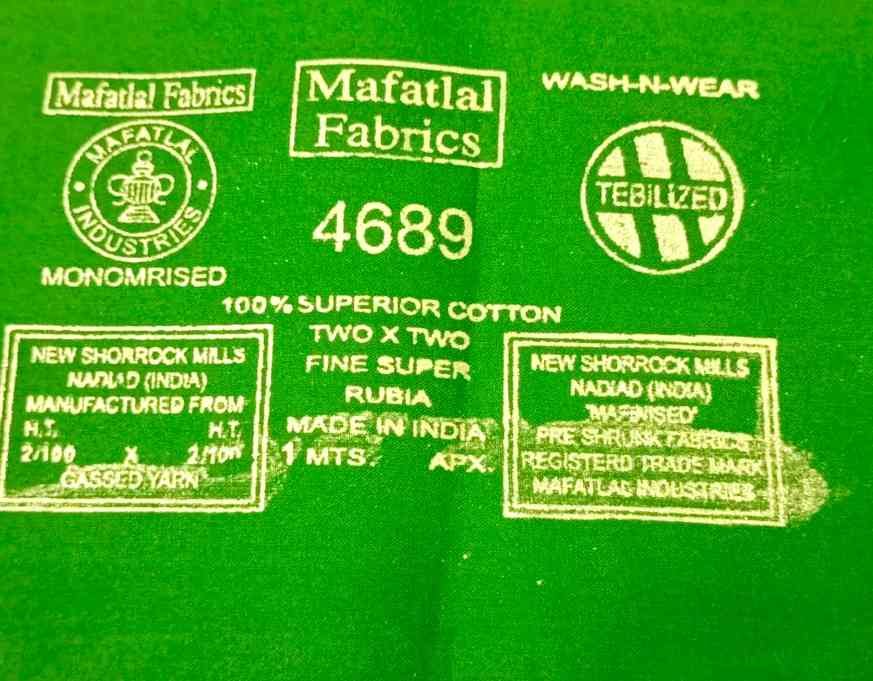 Mafatlal Fabrics
MAFATLAL
INDUSTRIES
MONOMRISED
Mafatlal
Fabrics
4689
WASH-N-WEAR
TEBILIZED
100% SUPERIOR COTTON
TWO X TWO
FINE SUPER
RUBIA
MADE IN INDIA
1 MTS. APX.
NEW SHORROCK MILLS
NADIAD (INDIA)
MANUFACTURED FROM
H.T. H.T.
2/100 X
GASSED YARN
NEW SHORROCK MILLS
NADIAD (INDIA)
"MAFINISED"
PRE SHRUNK FABRICS
REGISTERD TRADE MARK
MAFATLAL INDUSTRIES